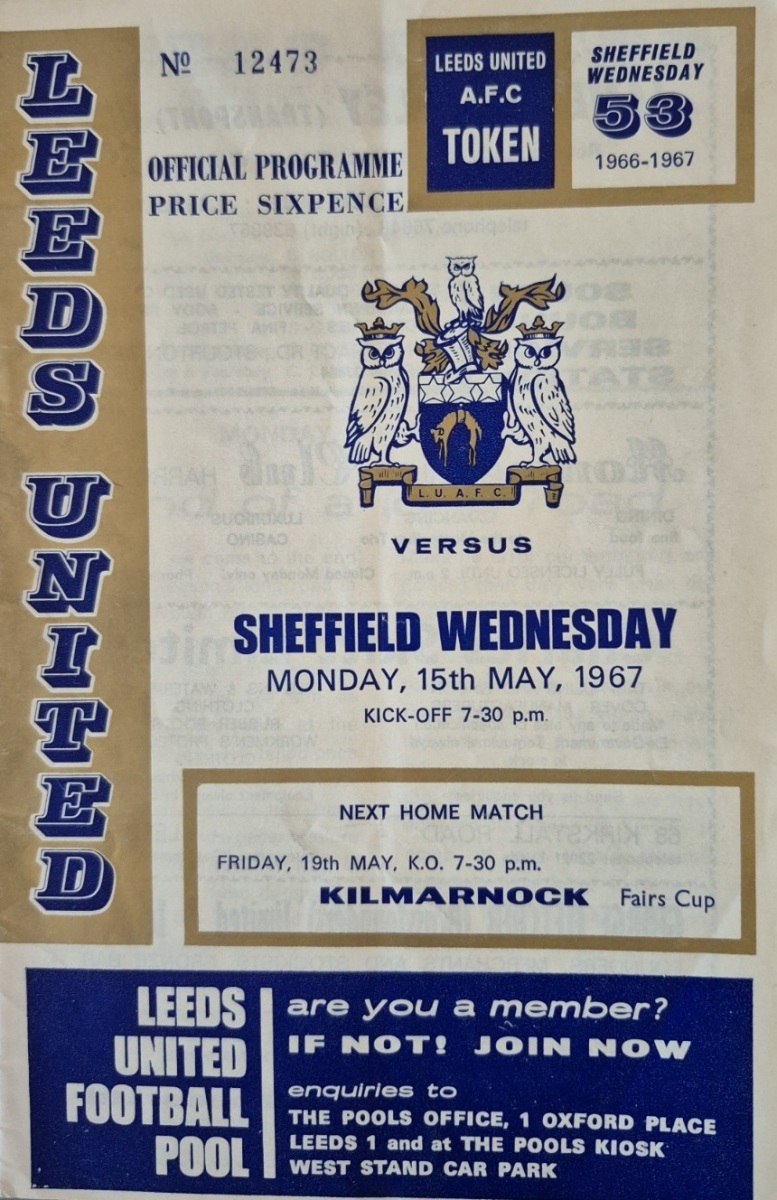 LEEDS UNITED
Nº 12473
OFFICIAL PROGRAMME
PRICE SIXPENCE
LEEDS UNITED
A.F.C
TOKEN
SHEFFIELD
WEDNESDAY
53
1966-1967
L. U. A. F. C.
VERSUS
SHEFFIELD WEDNESDAY
MONDAY, 15th MAY, 1967
KICK-OFF 7-30 p.m.
NEXT HOME MATCH
FRIDAY, 19th MAY, K.O. 7-30 p.m.
KILMARNOCK Fairs Cup
LEEDS
UNITED
FOOTBALL
POOL
are you a member?
IF NOT! JOIN NOW
enquiries to
THE POOLS OFFICE, 1 OXFORD PLACE
LEEDS 1 and at THE POOLS KIOSK
WEST STAND CAR PARK